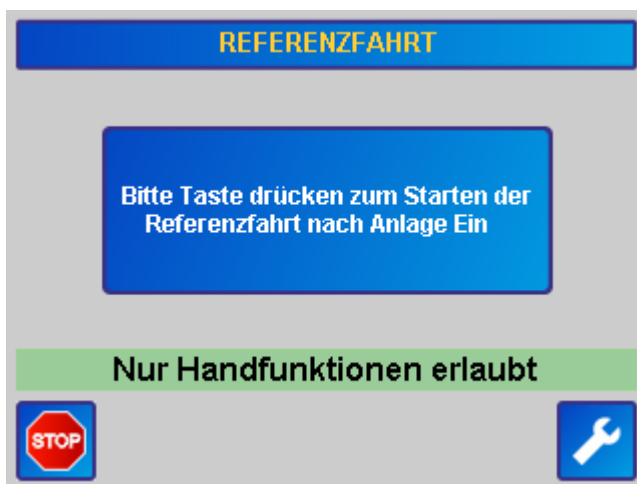 REFERENZFAHRT
Bitte Taste drücken zum Starten der
Referenzfahrt nach Anlage Ein
Nur Handfunktionen erlaubt
STOP